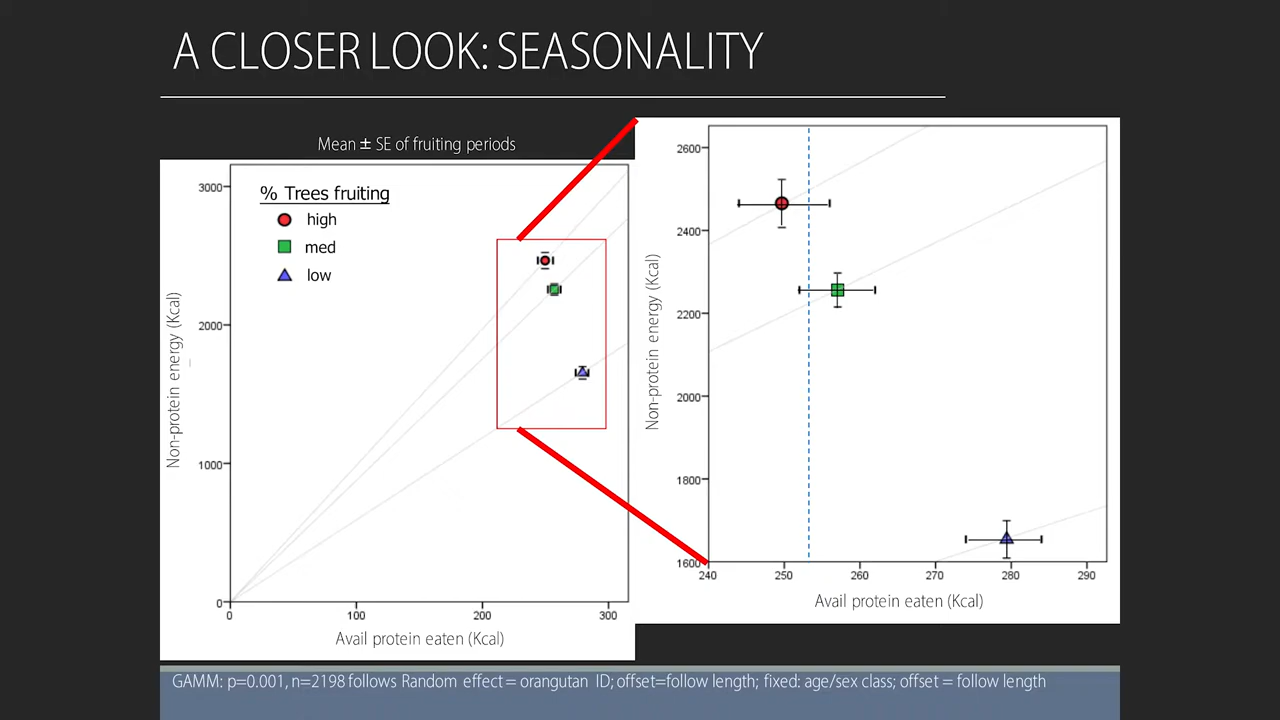 A CLOSER LOOK: SEASONALITY
Mean ± SE of fruiting periods
% Trees fruiting
high
med
low
Non-protein energy (Kcal)
3000
2000
1000
0
0 100 200 300
Avail protein eaten (Kcal)
Non-protein energy (Kcal)
2600
2400
2200
2000
1800
1600
240 250 260 270 280 290
Avail protein eaten (Kcal)
GAMM: p=0.001, n=2198 follows Random effect = orangutan ID; offset=follow length; fixed: age/sex class; offset = follow length